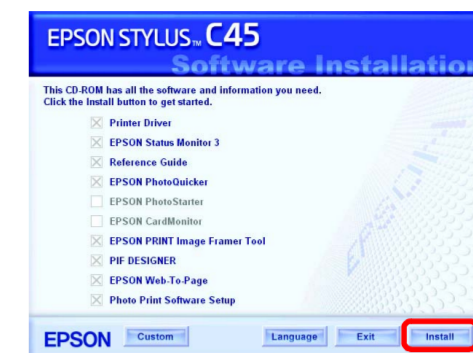 EPSON STYLUS™ C45
Software Installation
This CD-ROM has all the software and information you need.
Click the Install button to get started.
Printer Driver
EPSON Status Monitor 3
Reference Guide
EPSON PhotoQuicker
EPSON PhotoStarter
EPSON CardMonitor
EPSON PRINT Image Framer Tool
PIF DESIGNER
EPSON Web-To-Page
Photo Print Software Setup
EPSON Custom Language Exit Install
EPSON